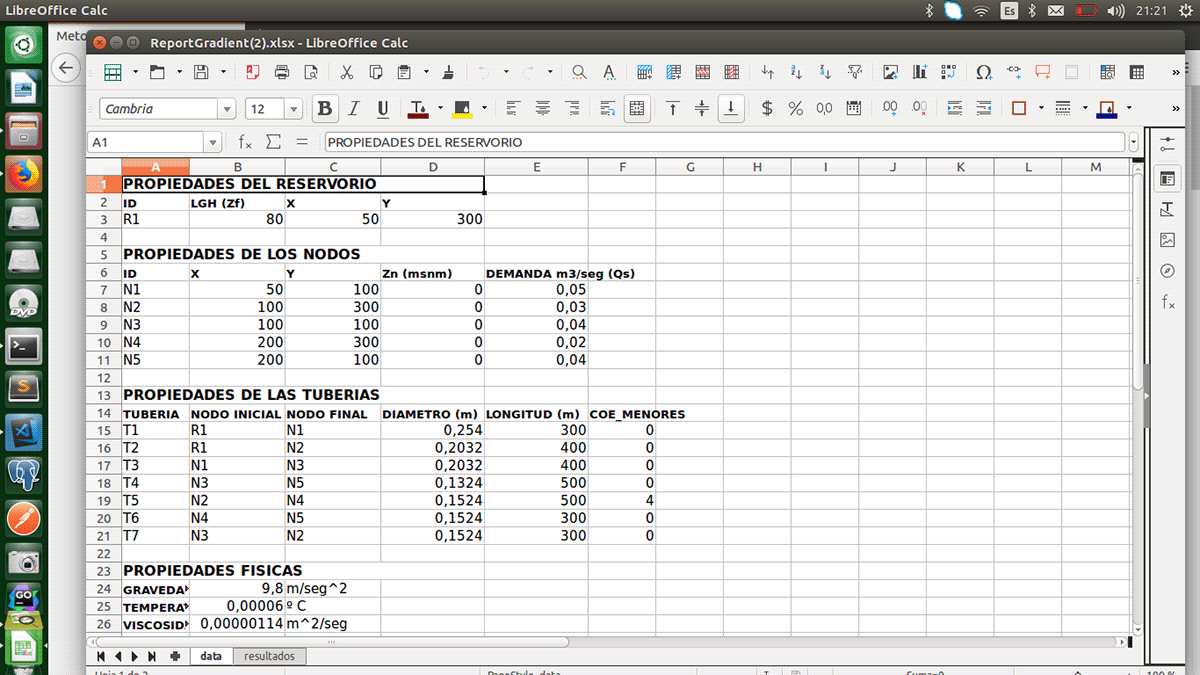 LibreOffice Calc
Es
21:21
Meto
ReportGradient(2).xlsx - LibreOffice Calc
Cambria
12
A1
PROPIEDADES DEL RESERVORIO
A B C D E F G H I J K L M
1 PROPIEDADES DEL RESERVORIO
2 ID LGH (Zf) X Y
3 R1 80 50 300
4
5 PROPIEDADES DE LOS NODOS
6 ID X Y Zn (msnm) DEMANDA m3/seg (Qs)
7 N1 50 100 0 0,05
8 N2 100 300 0 0,03
9 N3 100 100 0 0,04
10 N4 200 300 0 0,02
11 N5 200 100 0 0,04
12
13 PROPIEDADES DE LAS TUBERIAS
14 TUBERIA NODO INICIAL NODO FINAL DIAMETRO (m) LONGITUD (m) COE_MENORES
15 T1 R1 N1 0,254 300 0
16 T2 R1 N2 0,2032 400 0
17 T3 N1 N3 0,2032 400 0
18 T4 N3 N5 0,1324 500 0
19 T5 N2 N4 0,1524 500 4
20 T6 N4 N5 0,1524 300 0
21 T7 N3 N2 0,1524 300 0
22
23 PROPIEDADES FISICAS
24 GRAVEDA 9,8 m/seg^2
25 TEMPERA 0,00006 º C
26 VISCOSID 0,00000114 m^2/seg
data resultados
Hoja 1 de 2 PageStyle_data Suma=0 100 %